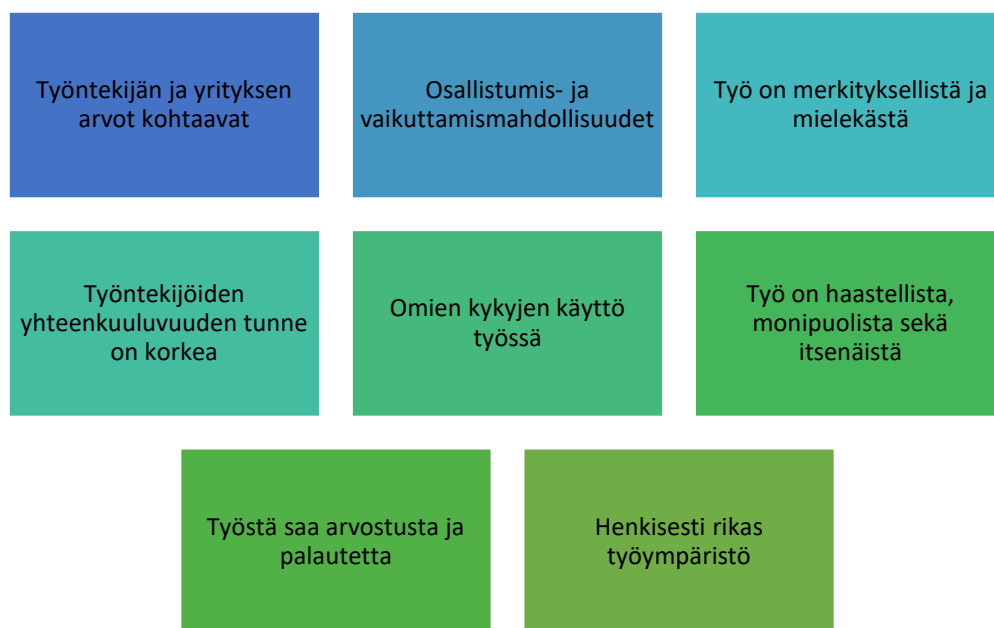 Työntekijän ja yrityksen
arvot kohtaavat
Osallistumis- ja
vaikuttamismahdollisuudet
Työ on merkityksellistä ja
mielekästä
Työntekijöiden
yhteenkuuluvuuden tunne
on korkea
Omien kykyjen käyttö
työssä
Työ on haastellista,
monipuolista sekä
itsenäistä
Työstä saa arvostusta ja
palautetta
Henkisesti rikas
työympäristö